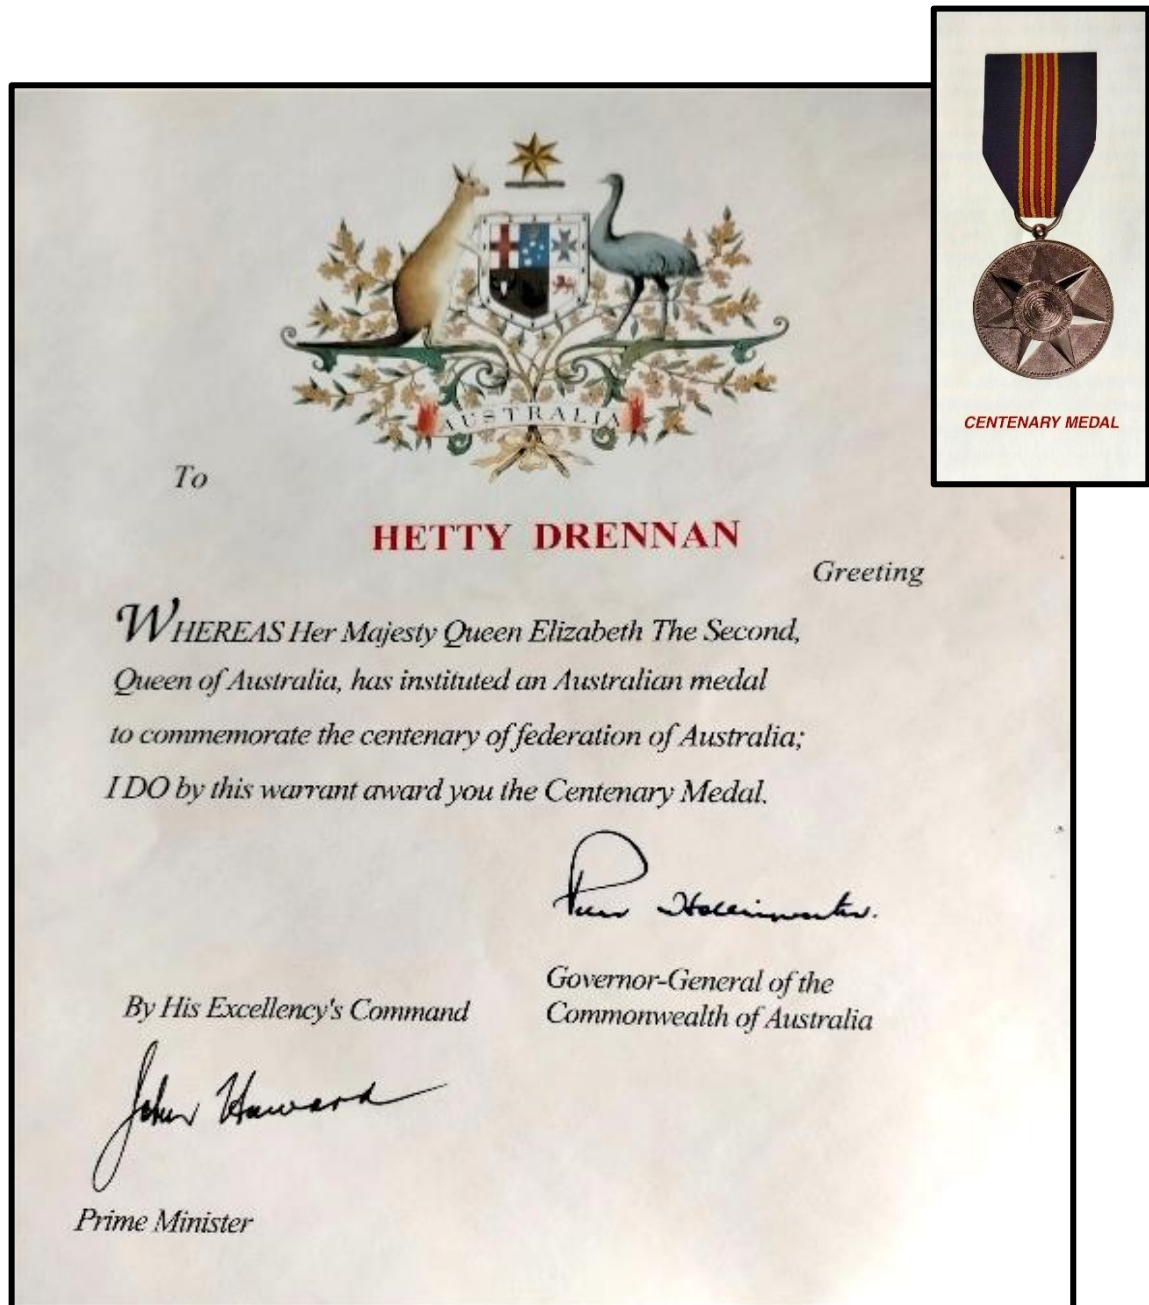 AUSTRALIA
CENTENARY MEDAL
To
HETTY DRENNAN
Greeting
WHEREAS Her Majesty Queen Elizabeth The Second,
Queen of Australia, has instituted an Australian medal
to commemorate the centenary of federation of Australia;
I DO by this warrant award you the Centenary Medal.
Peter Hollingworth.
Governor-General of the
Commonwealth of Australia
By His Excellency's Command
John Howard
Prime Minister